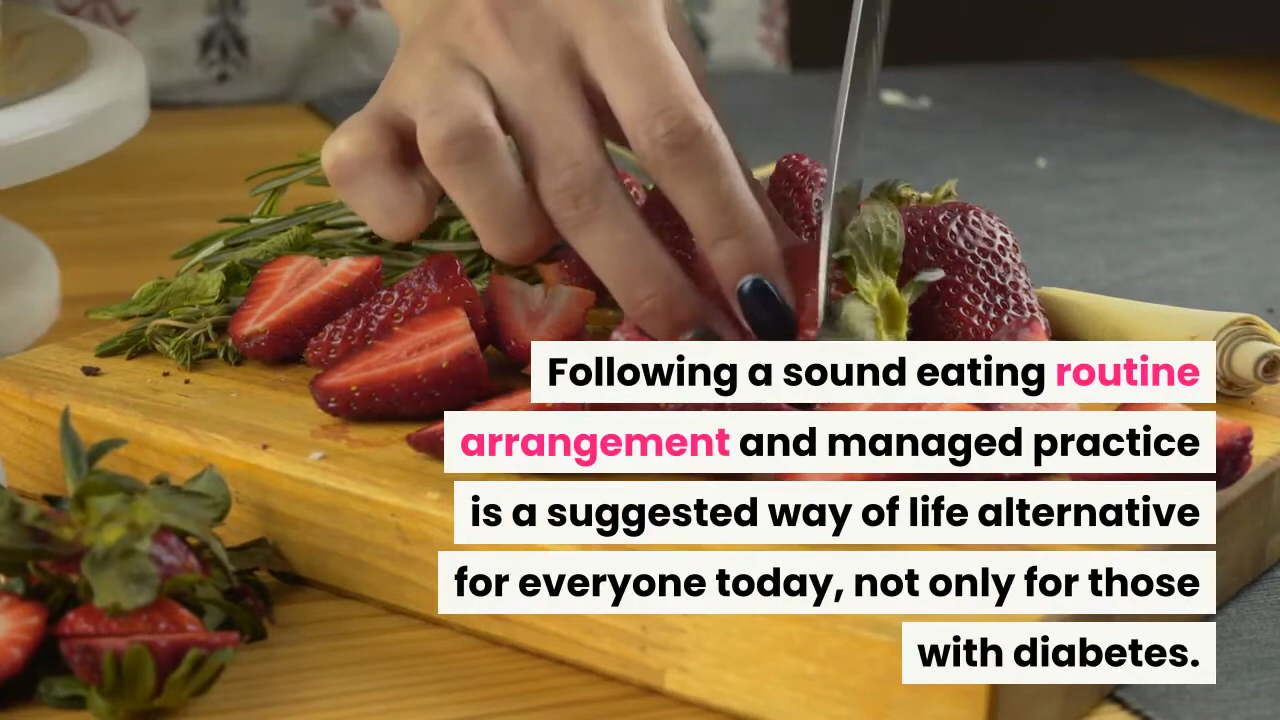 Following a sound eating routine
arrangement and managed practice
is a suggested way of life alternative
for everyone today, not only for those
with diabetes.